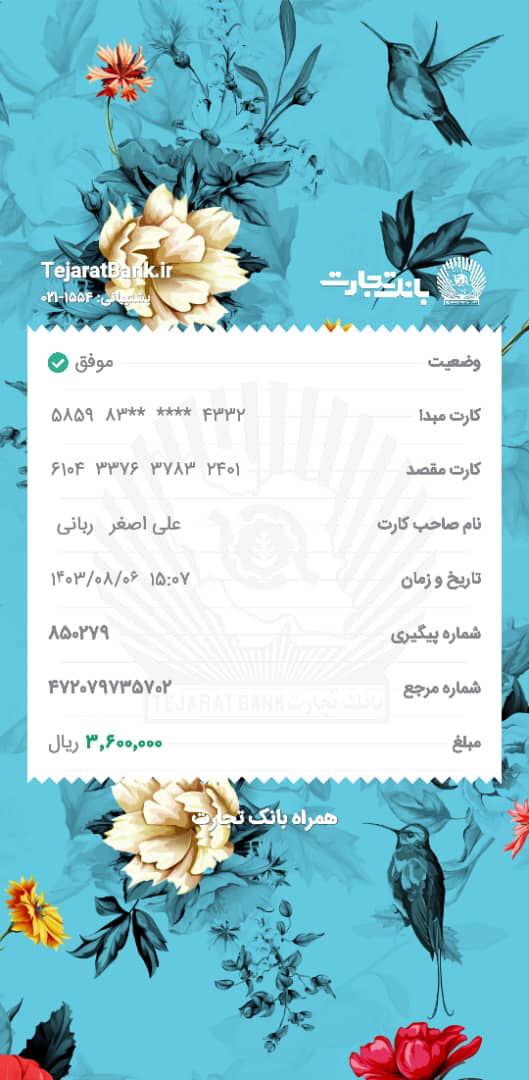 TejaratBank.ir
بانک تجارت
پشتیبانی: ۱۵۵۴-۰۲۱
وضعیت موفق
کارت مبدا ۵۸۵۹ ۸۳** **** ۴۳۳۲
کارت مقصد ۶۱۰۴ ۳۳۷۶ ۳۷۸۳ ۲۴۰۱
نام صاحب کارت علی اصغر ربانی
تاریخ و زمان ۱۴۰۳/۰۸/۰۶ ۱۵:۰۷
شماره پیگیری ۸۵۰۲۷۹
شماره مرجع ۴۷۲۰۷۹۷۳۵۷۰۲
TEJARAT BANK بانک تجارت
مبلغ ۳,۶۰۰,۰۰۰ ریال
همراه بانک تجارت